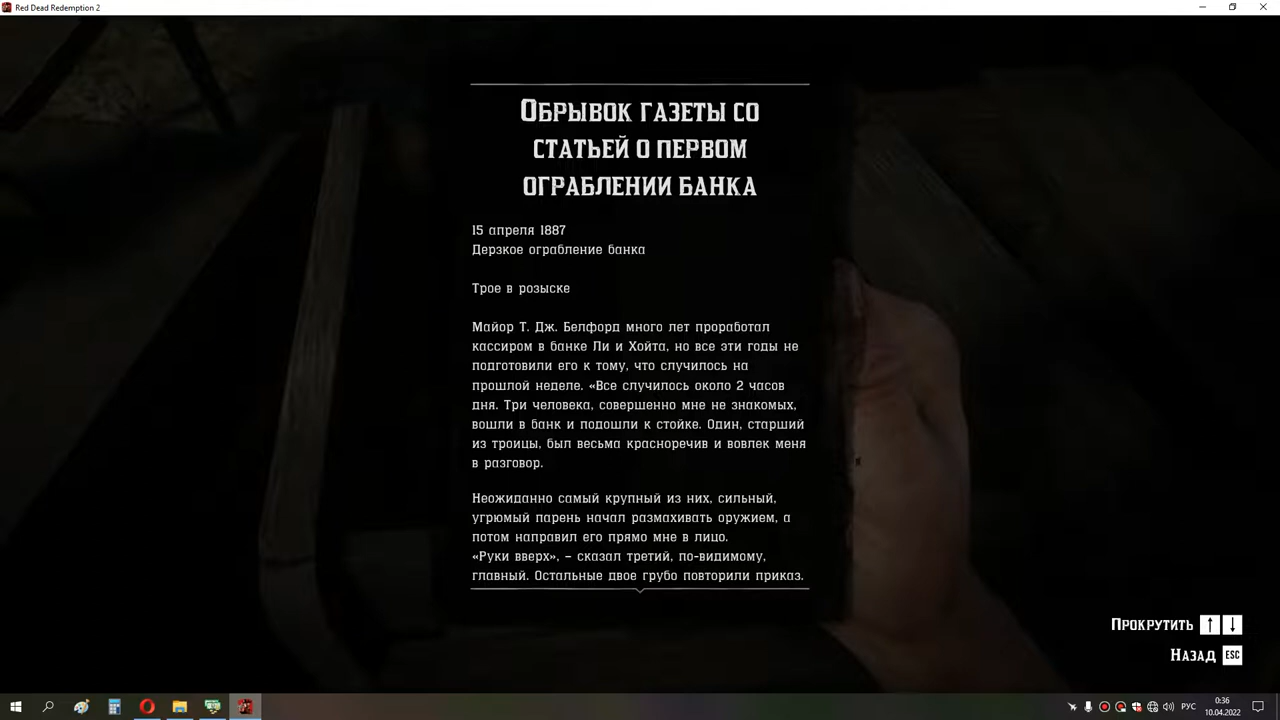 Red Dead Redemption 2
Обрывок газеты со
статьей о первом
ограблении банка
15 апреля 1887
Дерзкое ограбление банка
Трое в розыске
Майор Т. Дж. Белфорд много лет проработал
кассиром в банке Ли и Хойта, но все эти годы не
подготовили его к тому, что случилось на
прошлой неделе. «Все случилось около 2 часов
дня. Три человека, совершенно мне не знакомых,
вошли в банк и подошли к стойке. Один, старший
из троицы, был весьма красноречив и вовлек меня
в разговор.
Неожиданно самый крупный из них, сильный,
угрюмый парень начал размахивать оружием, а
потом направил его прямо мне в лицо.
«Руки вверх», – сказал третий, по-видимому,
главный. Остальные двое грубо повторили приказ.
Прокрутить ↑ ↓
Назад ESC
РУС
0:36
10.04.2022